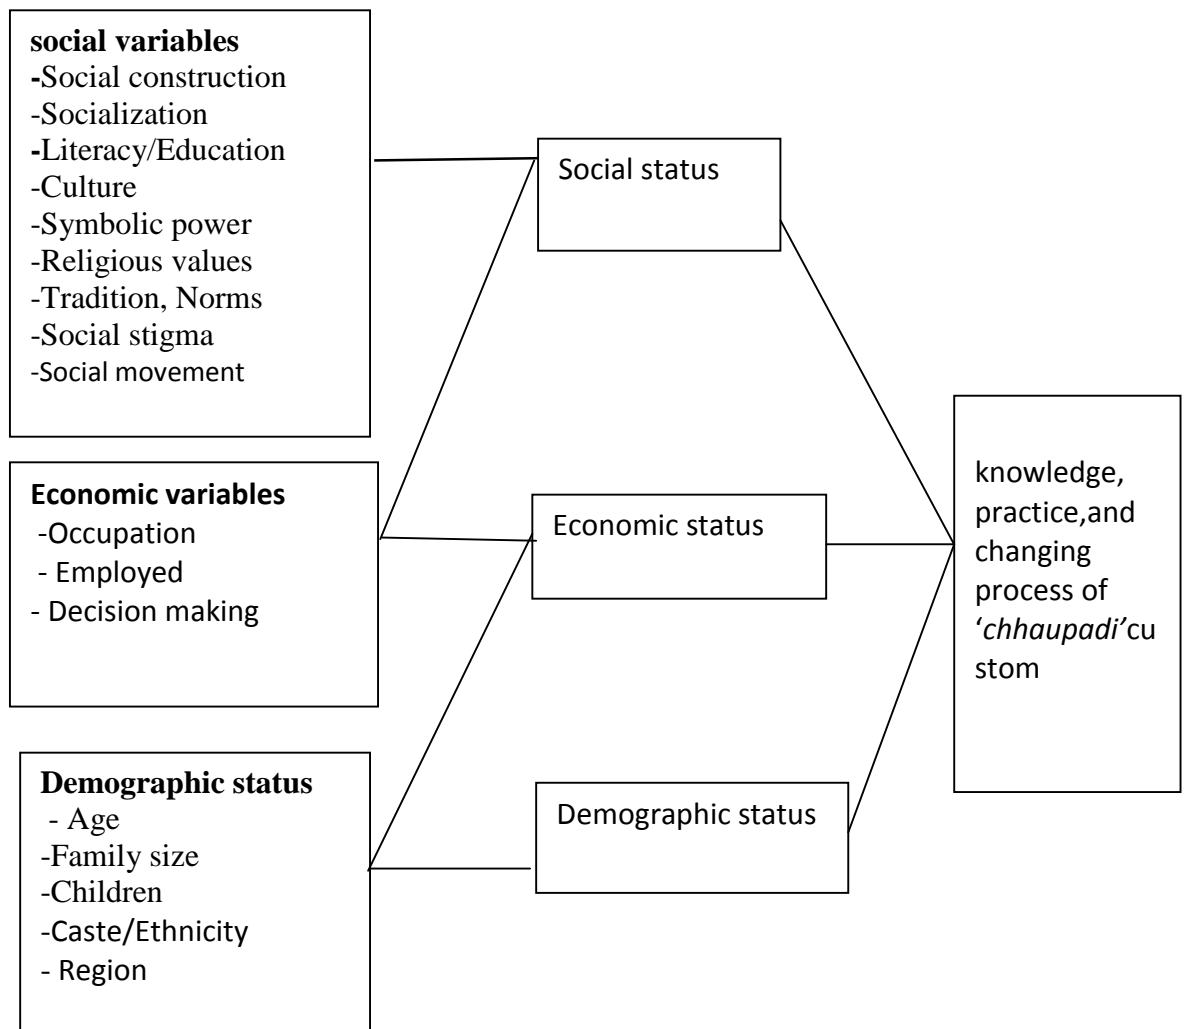 social variables
-Social construction
-Socialization
-Literacy/Education
-Culture
-Symbolic power
-Religious values
-Tradition, Norms
-Social stigma
-Social movement
Economic variables
-Occupation
- Employed
- Decision making
Demographic status
- Age
-Family size
-Children
-Caste/Ethnicity
- Region
Social status
Economic status
Demographic status
knowledge,
practice,and
changing
process of
‘chhaupadi’cu
stom